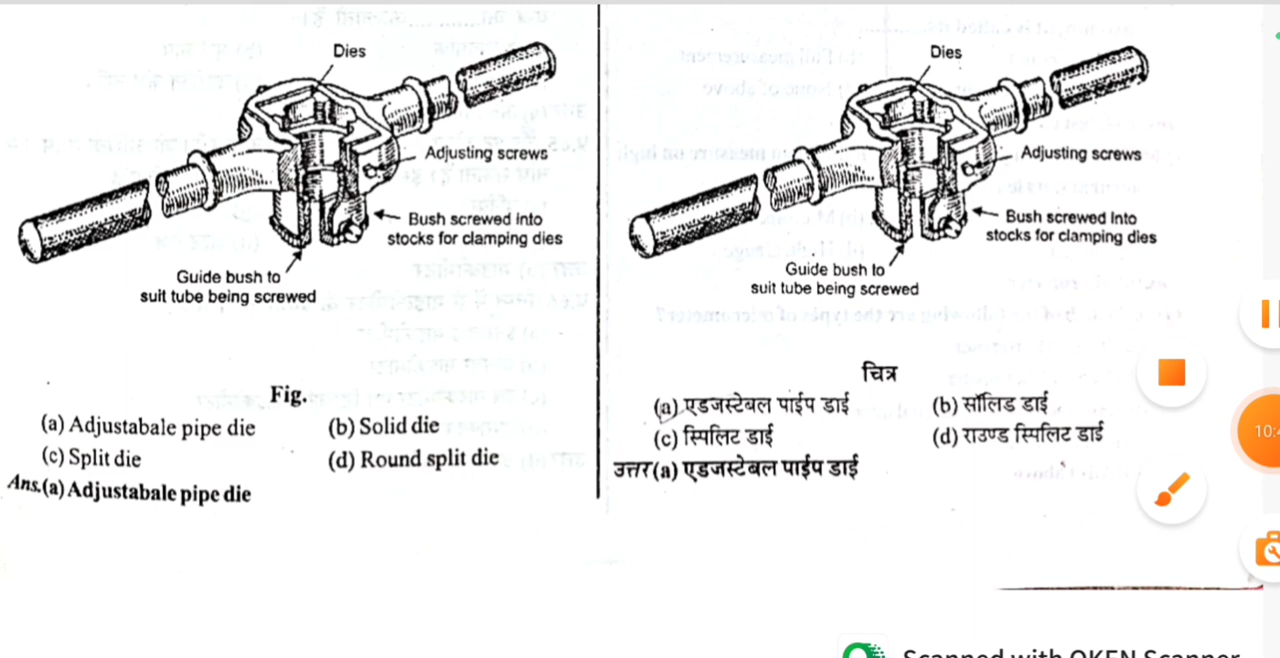 Dies
Adjusting screws
Bush screwed into
stocks for clamping dies
Guide bush to
suit tube being screwed
Fig.
(a) Adjustabale pipe die
(b) Solid die
(c) Split die
(d) Round split die
Ans.(a) Adjustabale pipe die
Dies
Adjusting screws
Bush screwed into
stocks for clamping dies
Guide bush to
suit tube being screwed
चित्र
(a) एडजस्टेबल पाईप डाई
(b) सॉलिड डाई
(c) स्पिलिट डाई
(d) राउण्ड स्पिलिट डाई
उत्तर (a) एडजस्टेबल पाईप डाई
Scanned with OKEN Scanner